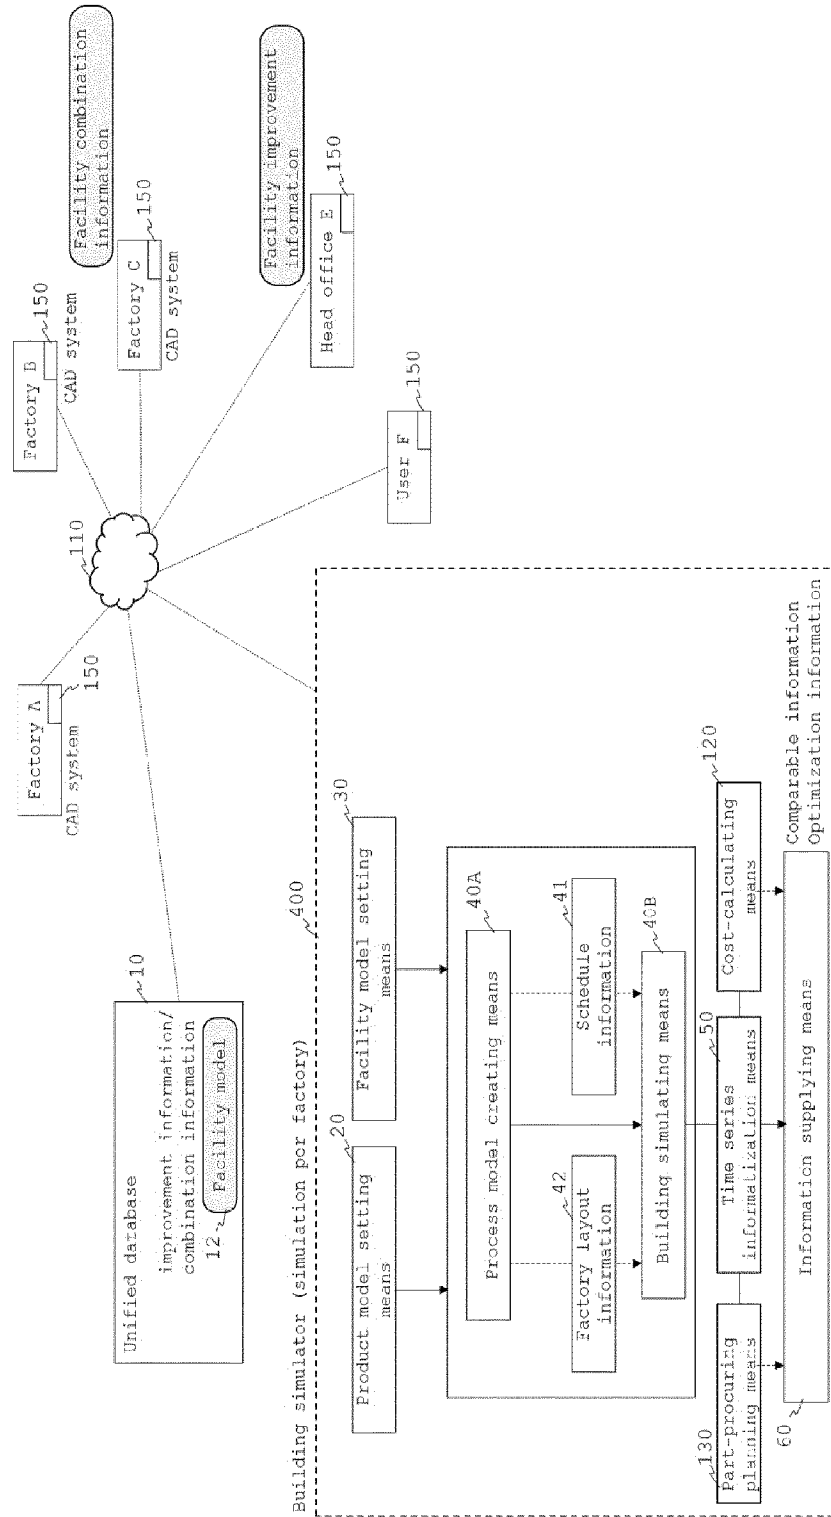 Unified database
10
improvement information/
combination information
12
Facility model
Factory A
150
CAD system
110
Factory B
150
CAD system
Facility combination
information
Factory C
150
CAD system
Facility improvement
information
Head office E
150
User F
150
Building simulator (simulation per factory)
400
20
Product model setting
means
30
Facility model setting
means
40A
Process model creating means
42
Factory layout
information
41
Schedule
information
40B
Building simulating means
130
Part-procuring
planning means
50
Time series
informatization means
120
Cost-calculating
means
60
Information supplying means
Comparable information
Optimization information